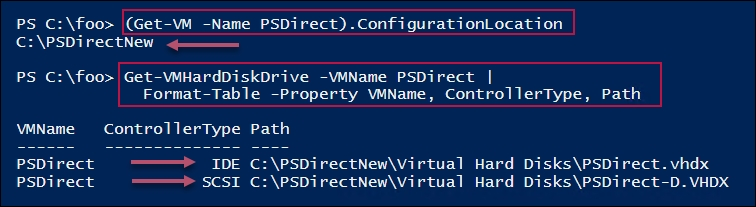 PS C:\foo> (Get-VM -Name PSDirect).ConfigurationLocation
C:\PSDirectNew
PS C:\foo> Get-VMHardDiskDrive -VMName PSDirect |
Format-Table -Property VMName, ControllerType, Path
VMName ControllerType Path
------ -------------- ----
PSDirect IDE C:\PSDirectNew\Virtual Hard Disks\PSDirect.vhdx
PSDirect SCSI C:\PSDirectNew\Virtual Hard Disks\PSDirect-D.VHDX